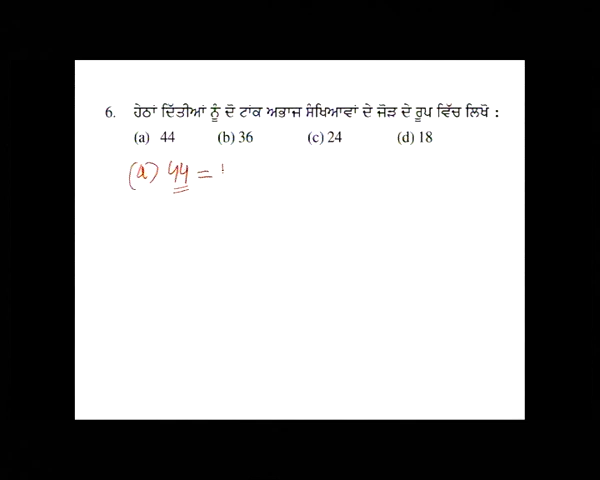 6. ਹੇਠਾਂ ਦਿੱਤੀਆਂ ਨੂੰ ਦੋ ਟਾਂਕ ਅਭਾਜ ਸੰਖਿਆਵਾਂ ਦੇ ਜੋੜ ਦੇ ਰੂਪ ਵਿੱਚ ਲਿਖੋ :
(a) 44 (b) 36 (c) 24 (d) 18
(a) 44 =